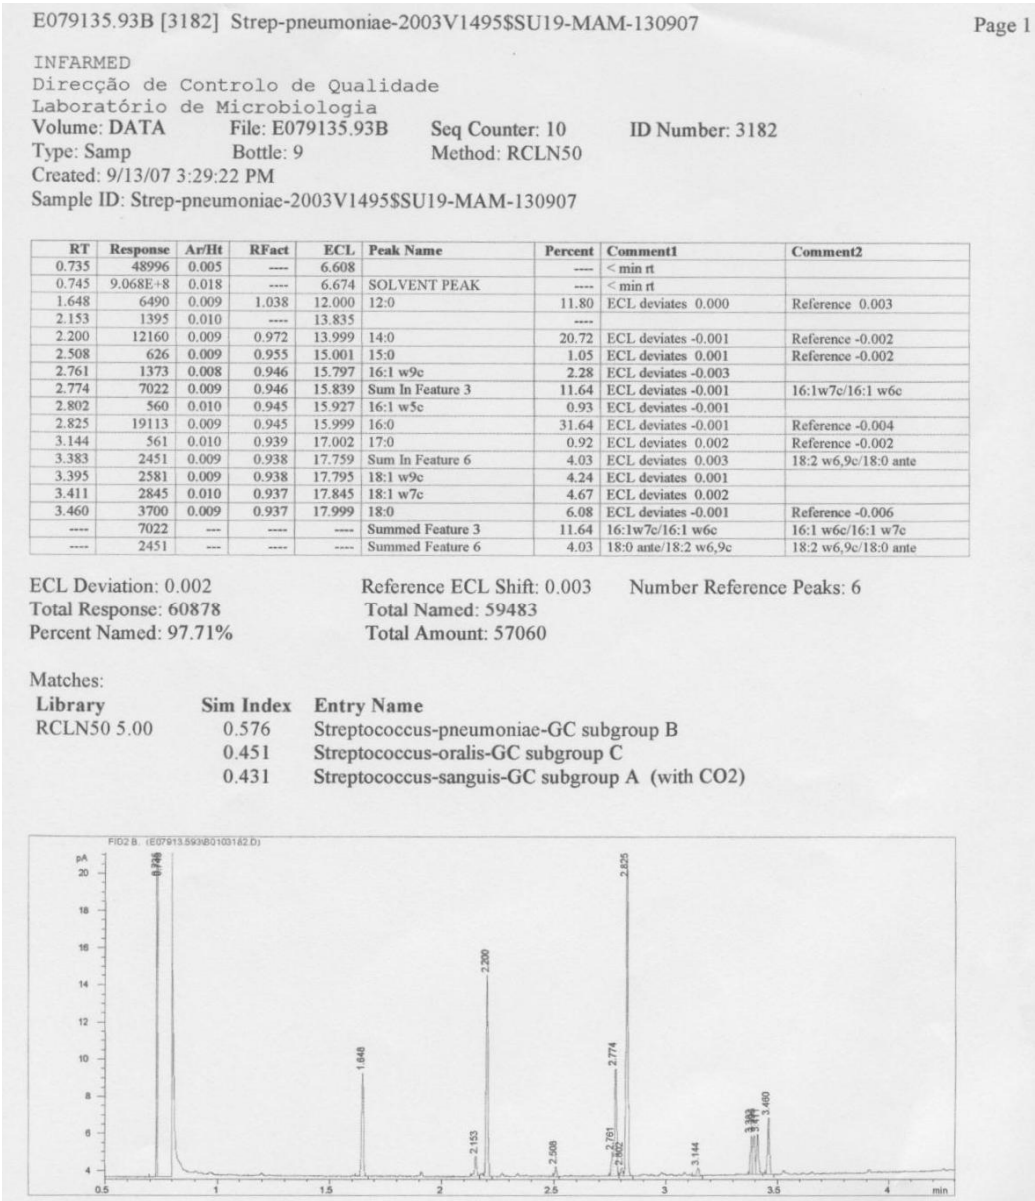 E079135.93B [3182] Strep-pneumoniae-2003V1495$SU19-MAM-130907 Page 1
INFARMED
Direcção de Controlo de Qualidade
Laboratório de Microbiologia
Volume: DATA File: E079135.93B Seq Counter: 10 ID Number: 3182
Type: Samp Bottle: 9 Method: RCLN50
Created: 9/13/07 3:29:22 PM
Sample ID: Strep-pneumoniae-2003V1495$SU19-MAM-130907
RT Response Ar/Ht RFact ECL Peak Name Percent Comment1 Comment2
0.735 48996 0.005 ---- 6.608 ---- < min rt
0.745 9.068E+8 0.018 ---- 6.674 SOLVENT PEAK ---- < min rt
1.648 6490 0.009 1.038 12.000 12:0 11.80 ECL deviates 0.000 Reference 0.003
2.153 1395 0.010 ---- 13.835 ----
2.200 12160 0.009 0.972 13.999 14:0 20.72 ECL deviates -0.001 Reference -0.002
2.508 626 0.009 0.955 15.001 15:0 1.05 ECL deviates 0.001 Reference -0.002
2.761 1373 0.008 0.946 15.797 16:1 w9c 2.28 ECL deviates -0.003
2.774 7022 0.009 0.946 15.839 Sum In Feature 3 11.64 ECL deviates -0.001 16:1w7c/16:1 w6c
2.802 560 0.010 0.945 15.927 16:1 w5c 0.93 ECL deviates -0.001
2.825 19113 0.009 0.945 15.999 16:0 31.64 ECL deviates -0.001 Reference -0.004
3.144 561 0.010 0.939 17.002 17:0 0.92 ECL deviates 0.002 Reference -0.002
3.383 2451 0.009 0.938 17.759 Sum In Feature 6 4.03 ECL deviates 0.003 18:2 w6,9c/18:0 ante
3.395 2581 0.009 0.938 17.795 18:1 w9c 4.24 ECL deviates 0.001
3.411 2845 0.010 0.937 17.845 18:1 w7c 4.67 ECL deviates 0.002
3.460 3700 0.009 0.937 17.999 18:0 6.08 ECL deviates -0.001 Reference -0.006
---- 7022 --- ---- ---- Summed Feature 3 11.64 16:1w7c/16:1 w6c 16:1 w6c/16:1 w7c
---- 2451 --- ---- ---- Summed Feature 6 4.03 18:0 ante/18:2 w6,9c 18:2 w6,9c/18:0 ante
ECL Deviation: 0.002 Reference ECL Shift: 0.003 Number Reference Peaks: 6
Total Response: 60878 Total Named: 59483
Percent Named: 97.71% Total Amount: 57060
Matches:
Library Sim Index Entry Name
RCLN50 5.00 0.576 Streptococcus-pneumoniae-GC subgroup B
0.451 Streptococcus-oralis-GC subgroup C
0.431 Streptococcus-sanguis-GC subgroup A (with CO2)
FID2 B, (E07913.593\B0103182.D)
pA
20
18
16
14
12
10
8
6
4
1.648
2.153
2.200
2.508
2.761
2.774
2.802
2.825
3.144
3.460
0.5 1 1.5 2 2.5 3 3.5 4 min